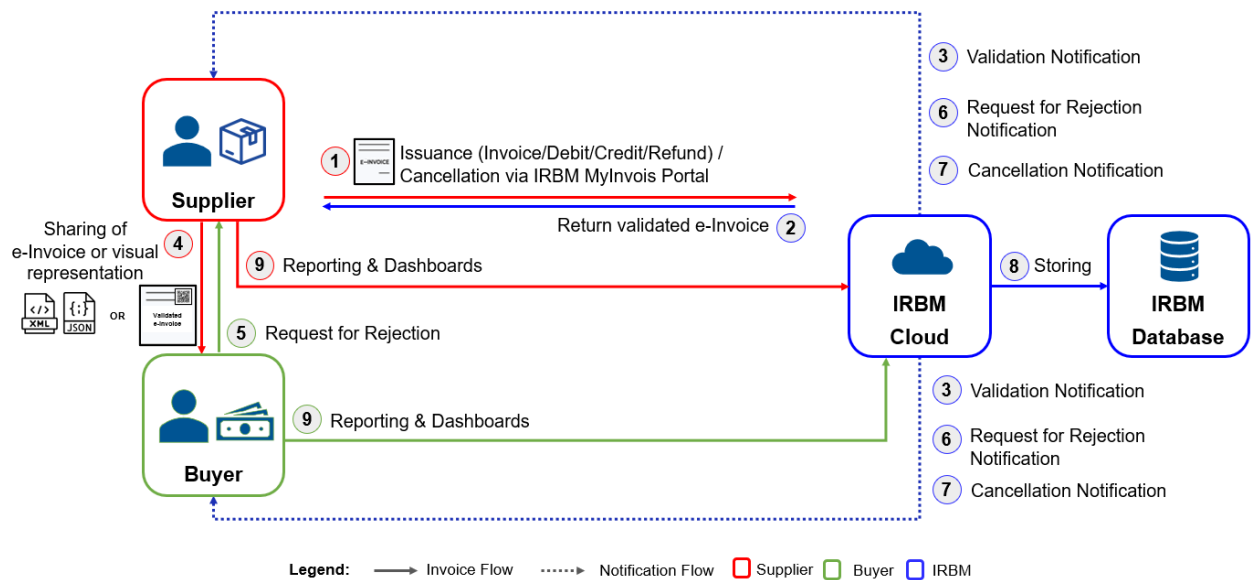 3 Validation Notification
6 Request for Rejection
Notification
7 Cancellation Notification
Supplier
1
E-INVOICE
Issuance (Invoice/Debit/Credit/Refund) /
Cancellation via IRBM MyInvois Portal
Return validated e-Invoice 2
Sharing of
e-Invoice or visual
representation
4
XML
{;}
JSON
OR
Validated
e-Invoice
9 Reporting & Dashboards
5 Request for Rejection
IRBM
Cloud
8 Storing
IRBM
Database
Buyer
9 Reporting & Dashboards
3 Validation Notification
6 Request for Rejection
Notification
7 Cancellation Notification
Legend: Invoice Flow Notification Flow Supplier Buyer IRBM